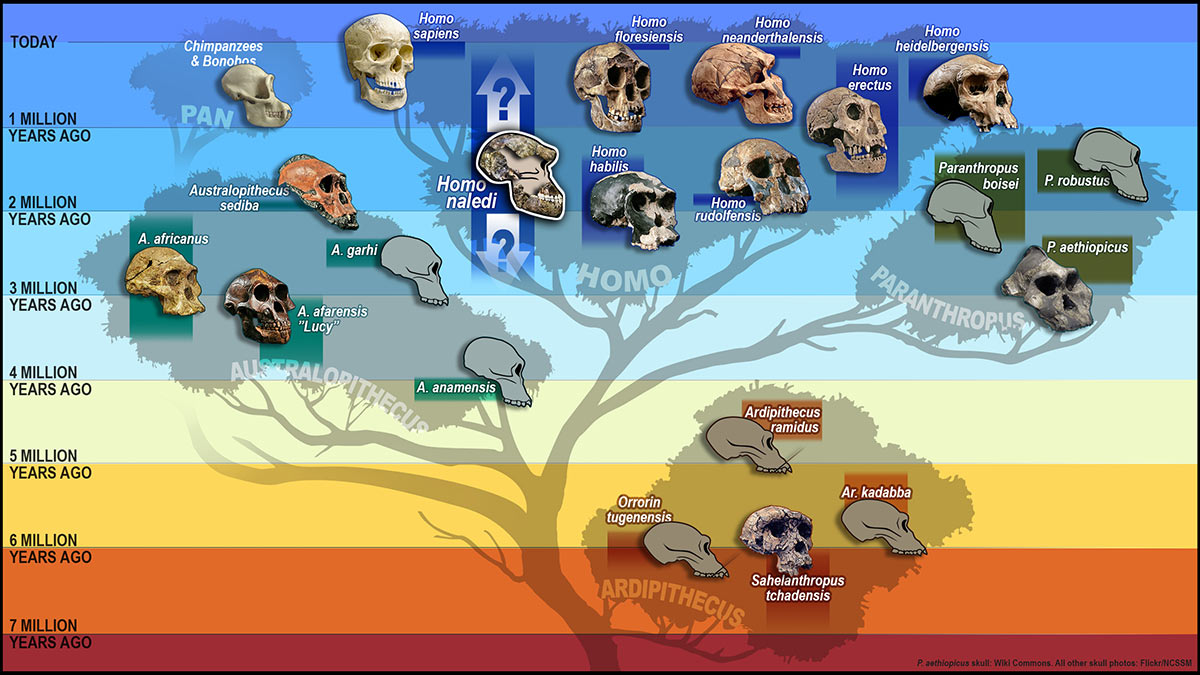 TODAY
Chimpanzees
& Bonobos
Homo
sapiens
Homo
floresiensis
Homo
neanderthalensis
Homo
heidelbergensis
Homo
erectus
PAN
?
1 MILLION
YEARS AGO
Homo
naledi
Homo
habilis
Homo
rudolfensis
Paranthropus
boisei
P. robustus
Australopithecus
sediba
2 MILLION
YEARS AGO
A. africanus
A. garhi
?
P. aethiopicus
HOMO
PARANTHROPUS
3 MILLION
YEARS AGO
A. afarensis
"Lucy"
AUSTRALOPITHECUS
4 MILLION
YEARS AGO
A. anamensis
Ardipithecus
ramidus
5 MILLION
YEARS AGO
Orrorin
tugenensis
Ar. kadabba
6 MILLION
YEARS AGO
Sahelanthropus
tchadensis
ARDIPITHECUS
7 MILLION
YEARS AGO
P. aethiopicus skull: Wiki Commons. All other skull photos: Flickr/NCSSM